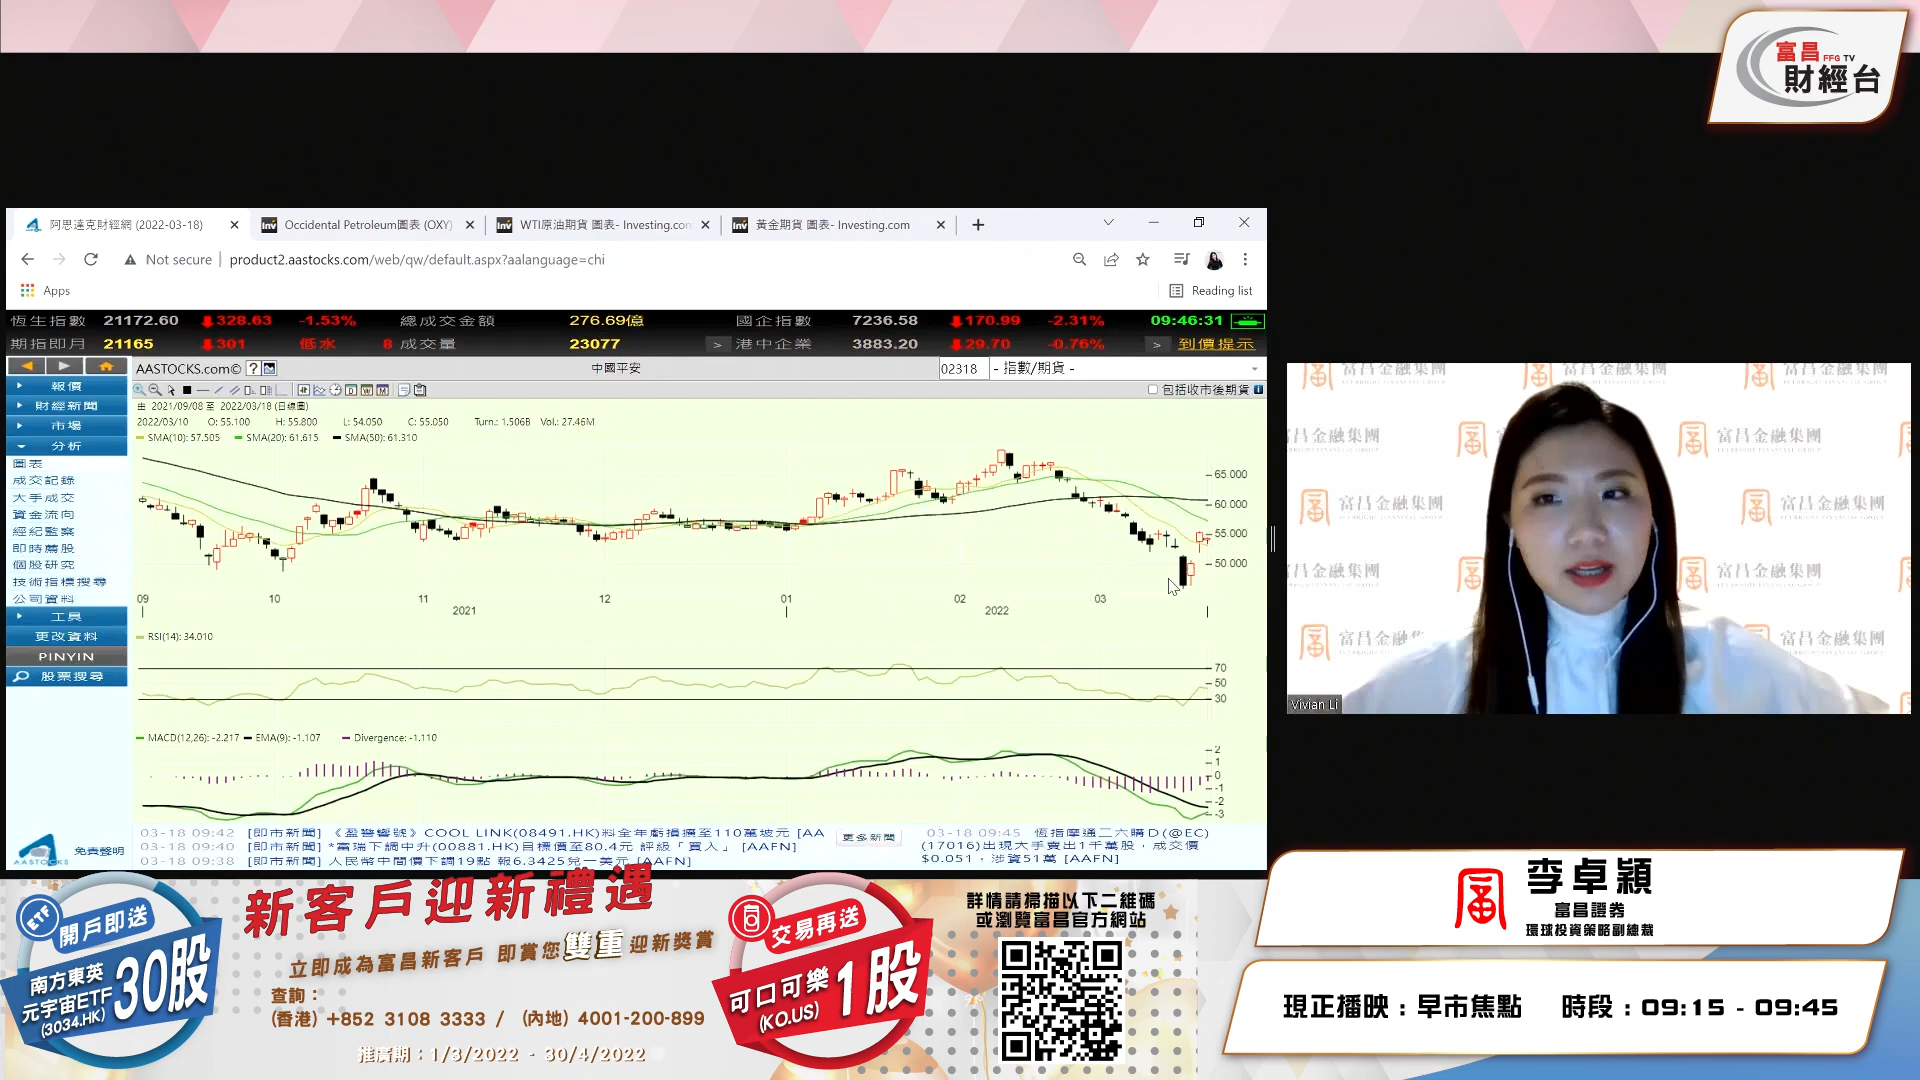 富昌 FFG TV
財經台
阿思達克財經網 (2022-03-18)
Occidental Petroleum圖表 (OXY)
WTI原油期貨 圖表- Investing.con
黃金期貨 圖表- Investing.com
Not secure
product2.aastocks.com/web/qw/default.aspx?aalanguage=chi
Apps
Reading list
恆生指數 21172.60 328.63 -1.53% 總成交金額 276.69億 國企指數 7236.58 170.99 -2.31% 09:46:31
期指即月 21165 301 低水 8 成交量 23077 > 港中企業 3883.20 29.70 -0.76% > 到價提示
AASTOCKS.com© ? 中國平安 02318 - 指數/期貨 -
包括收市後期貨
報價
財經新聞
市場
分析
圖表
成交記錄
大手成交
資金流向
經紀監察
即時薦股
個股研究
技術指標搜尋
公司資料
工具
更改資料
PINYIN
股票搜尋
AASTOCKS
免責聲明
由 2021/09/08 至 2022/03/18 (日線圖)
2022/03/10 O: 55.100 H: 55.800 L: 54.050 C: 55.050 Turn.: 1.506B Vol.: 27.46M
SMA(10): 57.505 SMA(20): 61.615 SMA(50): 61.310
65.000
60.000
55.000
50.000
09 10 11 12 01 02 03
2021 2022
RSI(14): 34.010
70
50
30
MACD(12,26): -2.217 EMA(9): -1.107 Divergence: -1.110
2
1
0
-1
-2
-3
03-18 09:42 [即市新聞] 《盈警響號》COOL LINK(08491.HK)料全年虧損擴至110萬坡元 [AA
03-18 09:40 [即市新聞] *富瑞下調中升(00881.HK)目標價至80.4元 評級「買入」 [AAFN]
03-18 09:38 [即市新聞] 人民幣中間價下調19點 報6.3425兌一美元 [AAFN]
更多新聞
03-18 09:45 恆指摩通二六購D(@EC)
(17016)出現大手賣出1千萬股，成交價
$0.051，涉資51萬 [AAFN]
富昌金融集團
Vivian Li
ETF
開戶即送
南方東英
元宇宙ETF
(3034.HK)
30股
新客戶迎新禮遇
立即成為富昌新客戶 即賞您雙重迎新獎賞
查詢：
(香港) +852 3108 3333 / (內地) 4001-200-899
推廣期：1/3/2022 - 30/4/2022
交易再送
可口可樂
(KO.US)
1股
詳情請掃描以下二維碼
或瀏覽富昌官方網站
李卓穎
富昌證券
環球投資策略副總裁
現正播映：早市焦點 時段：09:15 - 09:45